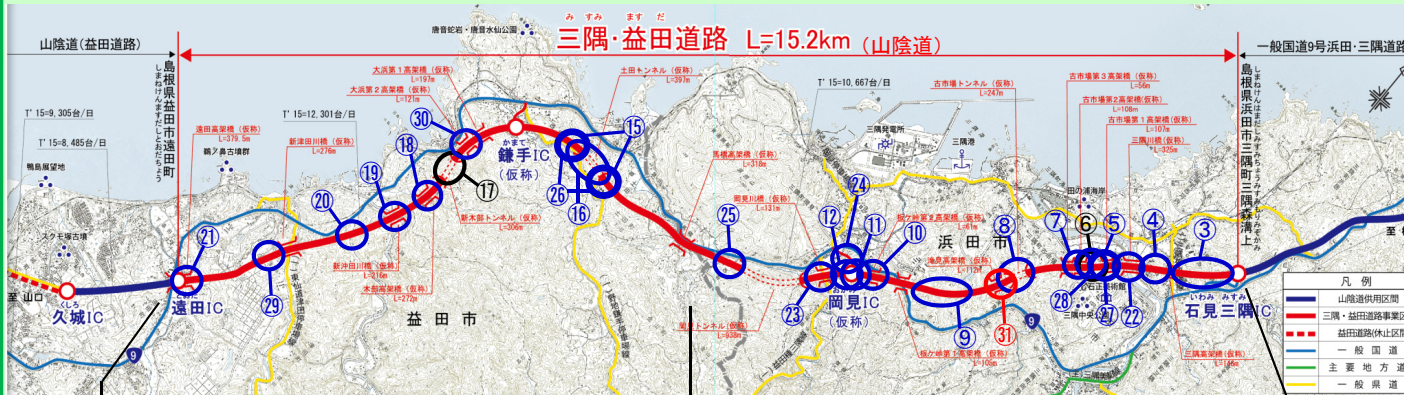 み すみ ます だ
三隅・益田道路 L=15.2km (山陰道)
山陰道(益田道路)
一般国道9号浜田・三隅道路
唐音蛇岩・唐音水仙公園
島根県益田市遠田町
しまねけんますだしとおだちょう
島根県浜田市三隅町三隅森溝上
T' 15=9,305台/日
T' 15=8,485台/日
T' 15=12,301台/日
T' 15=10,667台/日
鴨島展望地
鵜ノ鼻古墳群
スクモ塚古墳
遠田高架橋 (仮称)
L=379.5m
新津田川橋 (仮称)
L=276m
大浜第1高架橋 (仮称)
L=197m
大浜第2高架橋 (仮称)
L=121m
土田トンネル (仮称)
L=397m
馬橋高架橋 (仮称)
L=318m
岡見川橋 (仮称)
L=131m
古市場トンネル (仮称)
L=247m
古市場第3高架橋 (仮称)
L=56m
古市場第2高架橋(仮称)
L=108m
古市場第1高架橋(仮称)
L=107m
三隅川橋(仮称)
L=325m
新木部トンネル (仮称)
L=306m
新沖田川橋 (仮称)
L=216m
木部高架橋 (仮称)
L=272m
岡見トンネル(仮称)
L=938m
三隅高架橋(仮称)
三隅発電所
三隅港
田の浦海岸
三隅中央公園
かまて
鎌手IC
(仮称)
岡見IC
(仮称)
いわみ みすみ
石見三隅IC
遠田IC
くしろ
久城IC
至 山口
益田市
浜田市
9
9
③
④
⑤
⑥
⑦
⑧
⑨
⑩
⑪
⑫
⑮
⑯
⑰
⑱
⑲
⑳
㉑
㉒
㉓
㉔
㉕
㉖
㉗
㉘
㉙
㉚
㉛
凡 例
山陰道供用区間
三隅・益田道路事業区
益田道路(休止区間
一 般 国 道
主 要 地 方 道
一 般 県 道